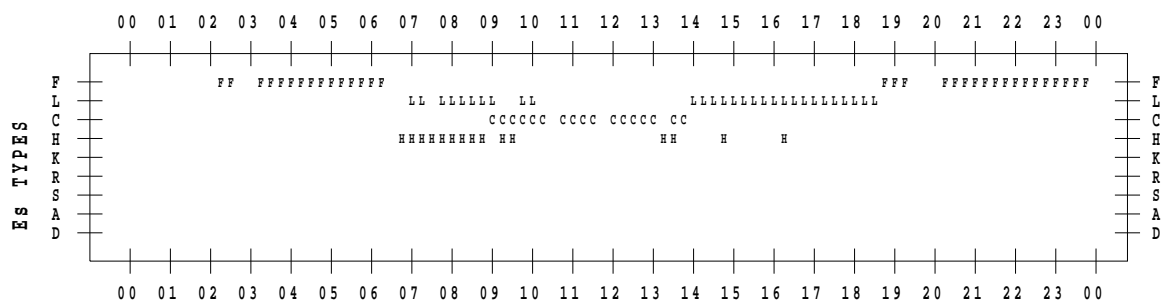 00 01 02 03 04 05 06 07 08 09 10 11 12 13 14 15 16 17 18 19 20 21 22 23 00
F FF FFFFFFFFFFFFF FFF FFFFFFFFFFFFFFF F
L LL LLLLLL LL LLLLLLLLLLLLLLLLLLL L
C CCCCCC CCCC CCCCC CC C
H HHHHHHHHH HH HH H H H
K K
R R
S S
A A
D D
Es TYPES
00 01 02 03 04 05 06 07 08 09 10 11 12 13 14 15 16 17 18 19 20 21 22 23 00